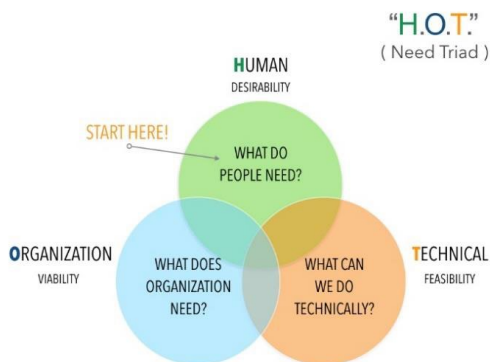 "H.O.T."
( Need Triad )
HUMAN
DESIRABILITY
START HERE!
WHAT DO
PEOPLE NEED?
ORGANIZATION
VIABILITY
WHAT DOES
ORGANIZATION
NEED?
WHAT CAN
WE DO
TECHNICALLY?
TECHNICAL
FEASIBILITY